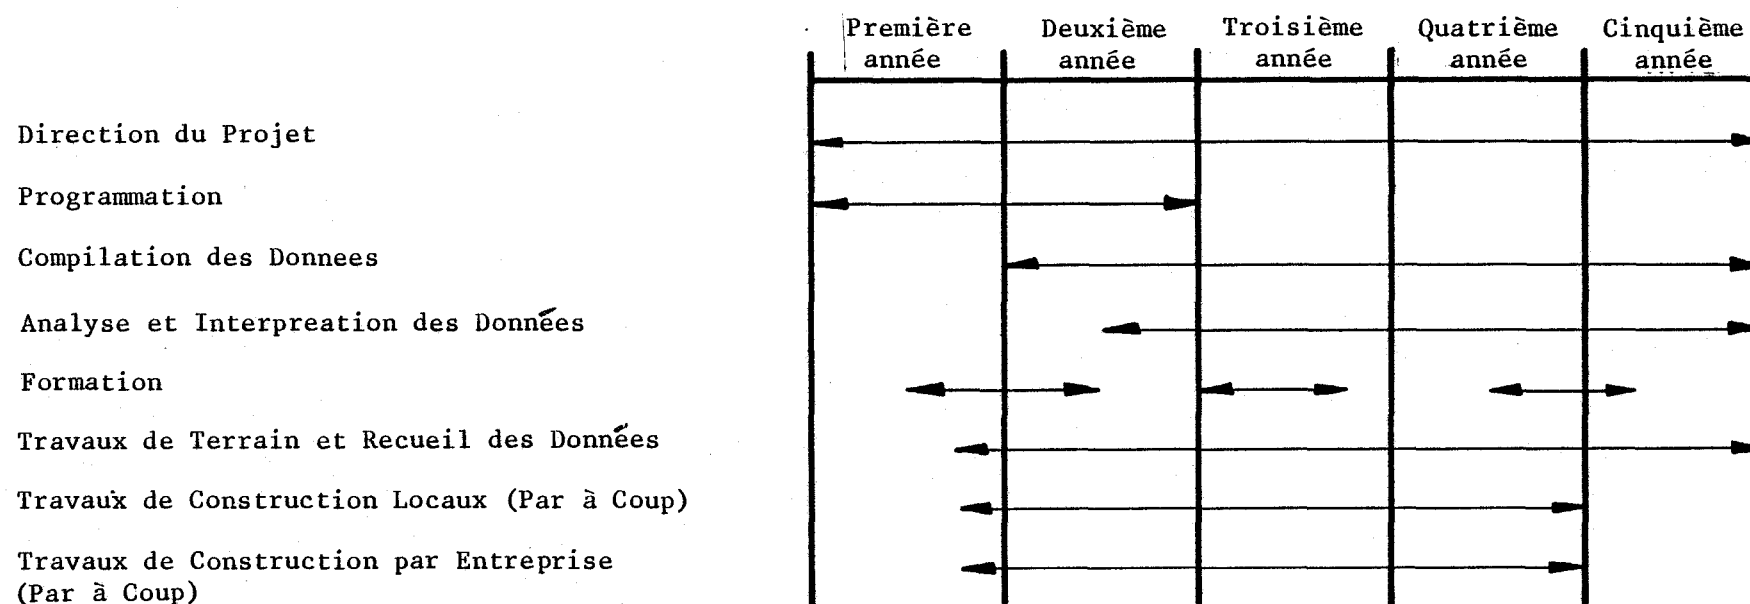 Première Deuxième Troisième Quatrième Cinquième
année année année année année
Direction du Projet
Programmation
Compilation des Donnees
Analyse et Interpreation des Données
Formation
Travaux de Terrain et Recueil des Données
Travaux de Construction Locaux (Par à Coup)
Travaux de Construction par Entreprise
(Par à Coup)